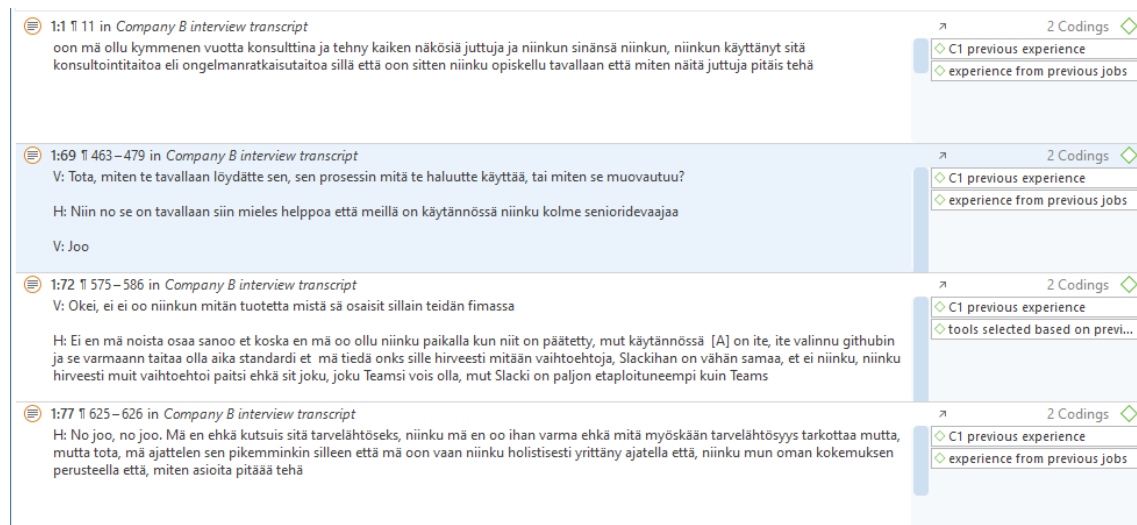 1:1 ¶ 11 in Company B interview transcript
2 Codings
oon mä ollu kymmenen vuotta konsulttina ja tehny kaiken näkösiä juttuja ja niinkun sinänsä niinkun, niinkun käyttänyt sitä
konsultointitaitoa eli ongelmanratkaisutaitoa sillä että oon sitten niinku opiskellu tavallaan että miten näitä juttuja pitäis tehä
C1 previous experience
experience from previous jobs
1:69 ¶ 463–479 in Company B interview transcript
2 Codings
V: Tota, miten te tavallaan löydätte sen, sen prosessin mitä te haluutte käyttää, tai miten se muovautuu?
H: Niin no se on tavallaan siin mieles helppoa että meillä on käytännössä niinku kolme senioridevaajaa
V: Joo
C1 previous experience
experience from previous jobs
1:72 ¶ 575–586 in Company B interview transcript
2 Codings
V: Okei, ei ei oo niinkun mitän tuotetta mistä sä osaisit sillain teidän fimassa
H: Ei en mä noista osaa sanoo et koska en mä oo ollu niinku paikalla kun niit on päätetty, mut käytännössä [A] on ite, ite valinnu githubin
ja se varmaann taitaa olla aika standardi et mä tiedä onks sille hirveesti mitään vaihtoehtoja, Slackihan on vähän samaa, et ei niinku, niinku
hirveesti muit vaihtoehtoi paitsi ehkä sit joku, joku Teamsi vois olla, mut Slacki on paljon etaploituneempi kuin Teams
C1 previous experience
tools selected based on previ...
1:77 ¶ 625–626 in Company B interview transcript
2 Codings
H: No joo, no joo. Mä en ehkä kutsuis sitä tarvelähtöseks, niinku mä en oo ihan varma ehkä mitä myöskään tarvelähtösyys tarkottaa mutta,
mutta tota, mä ajattelen sen pikemminkin silleen että mä oon vaan niinku holistisesti yrittäny ajatella että, niinku mun oman kokemuksen
perusteella että, miten asioita pitäää tehä
C1 previous experience
experience from previous jobs